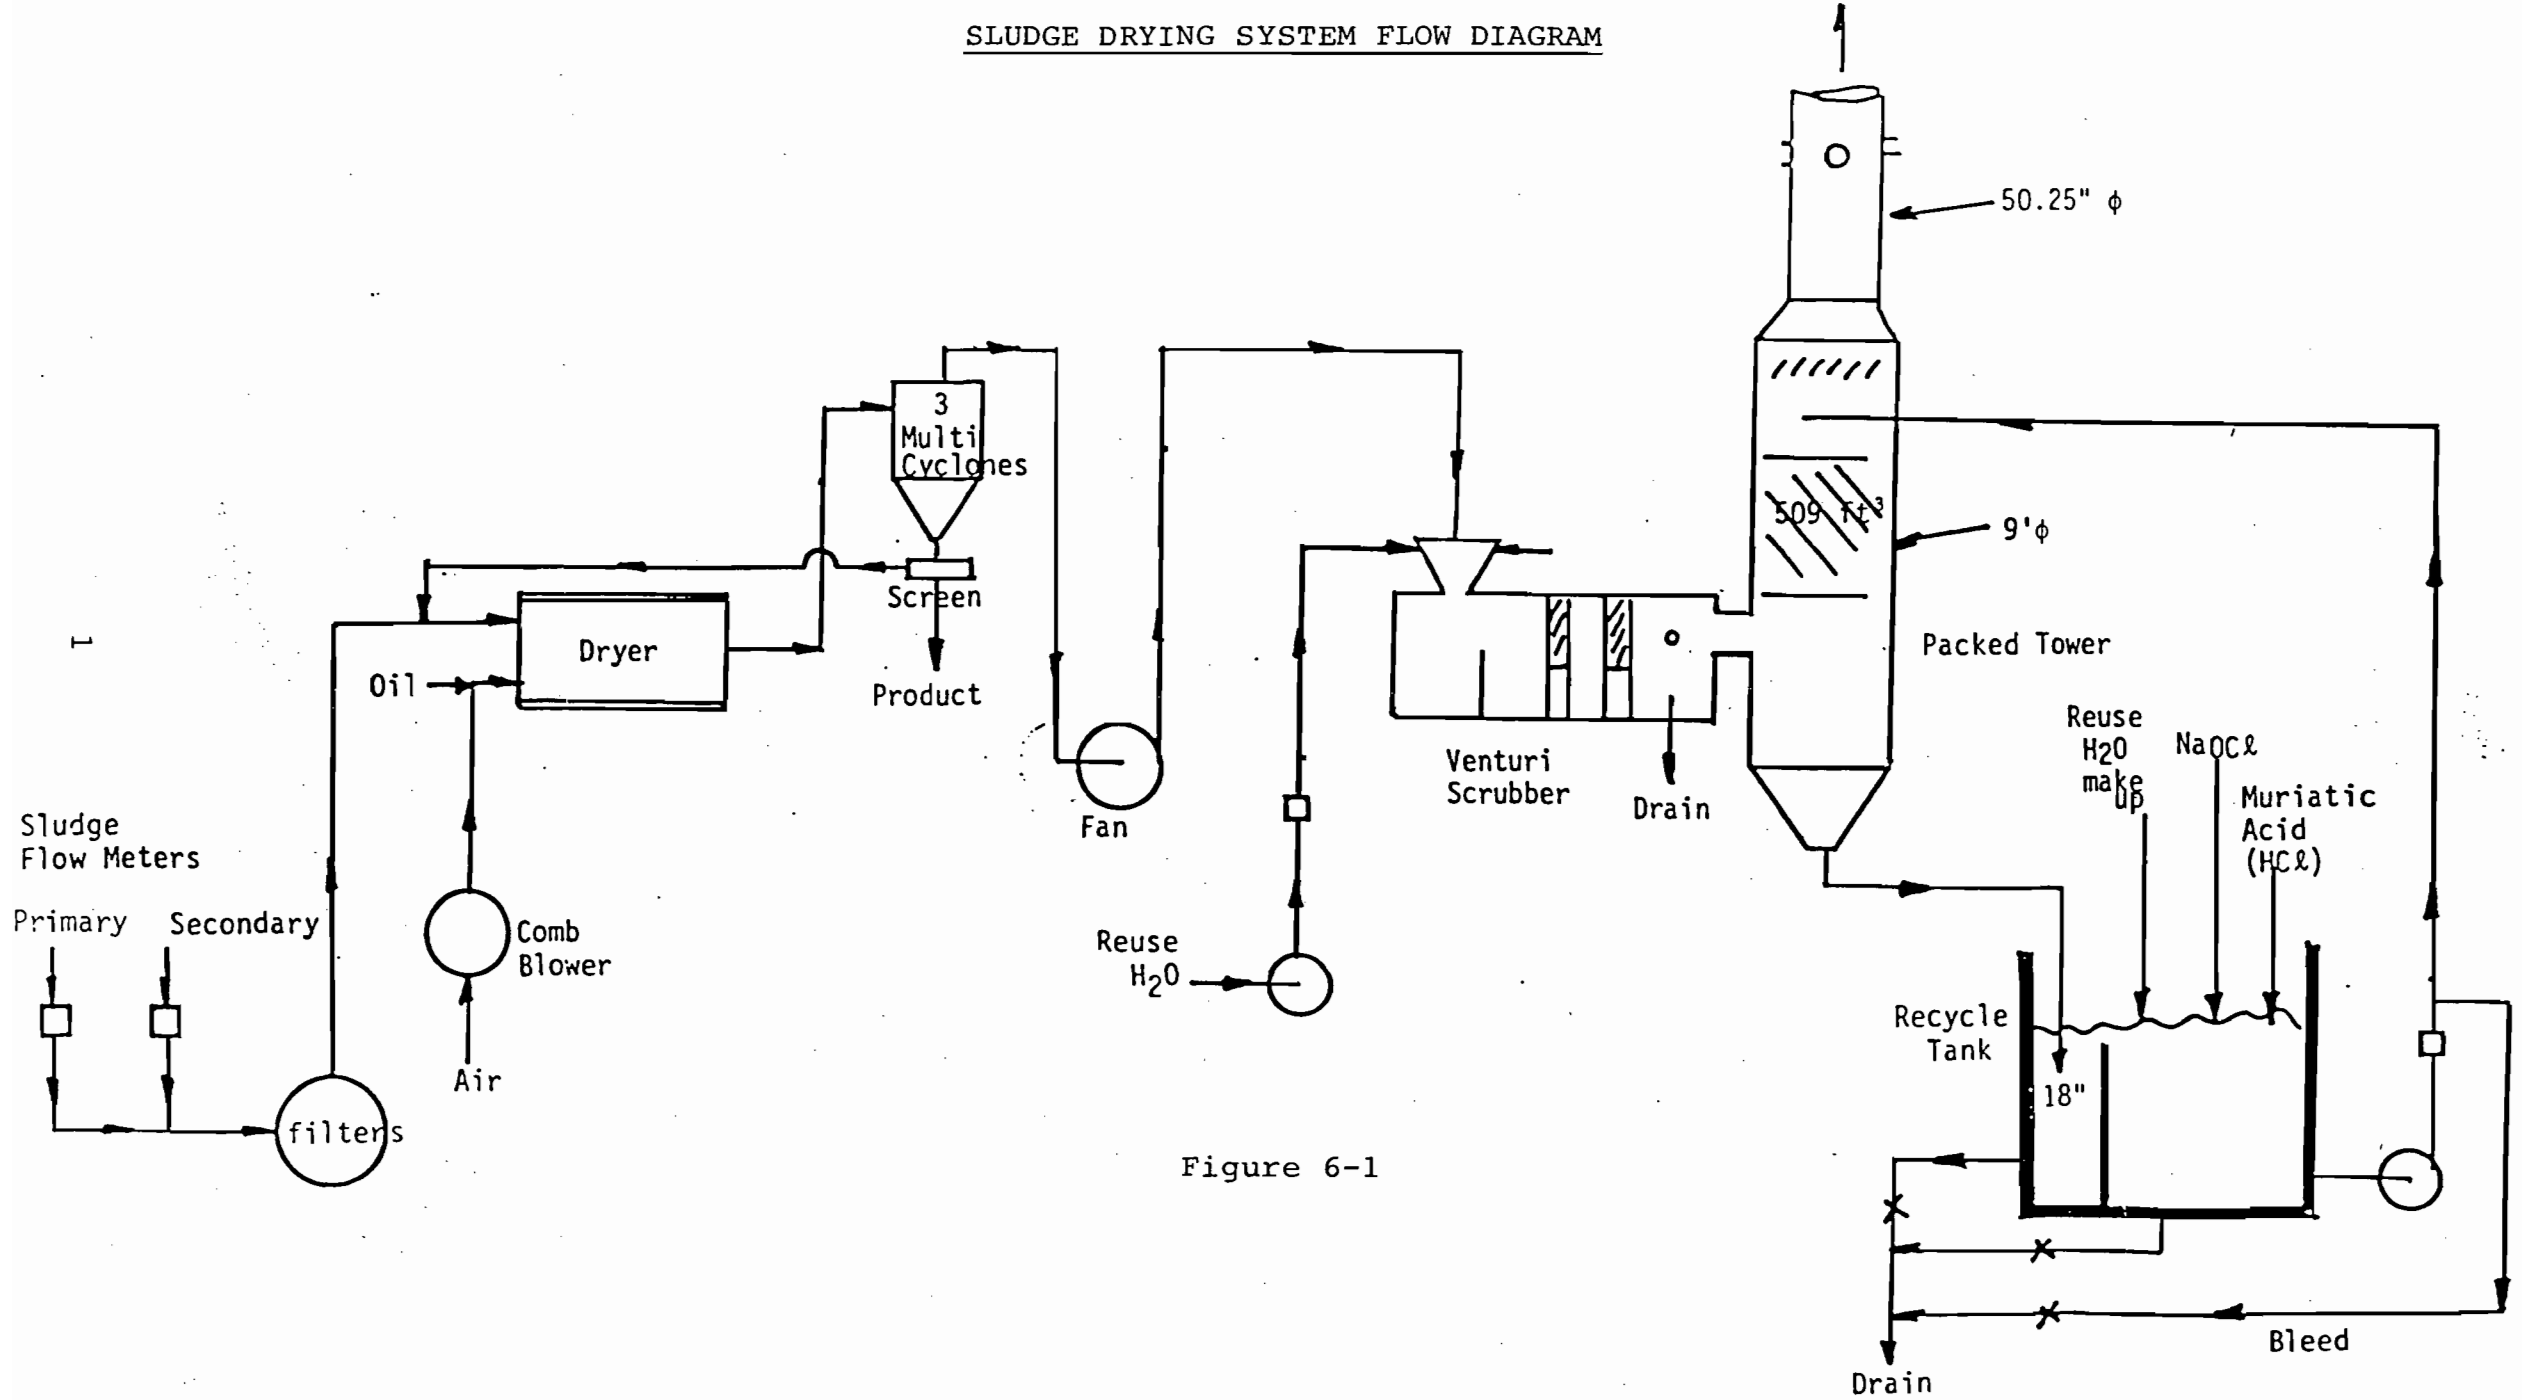 SLUDGE DRYING SYSTEM FLOW DIAGRAM
50.25" ϕ
3
Multi
Cyclones
509 ft³
9'ϕ
Screen
Dryer
Packed Tower
Oil
Product
Reuse
H2O
make
up
NaOCℓ
Venturi
Scrubber
Drain
Muriatic
Acid
(HCℓ)
Fan
Sludge
Flow Meters
Primary
Secondary
Comb
Blower
Reuse
H₂O
Air
Recycle
Tank
18"
filters
Figure 6-1
Bleed
Drain
1